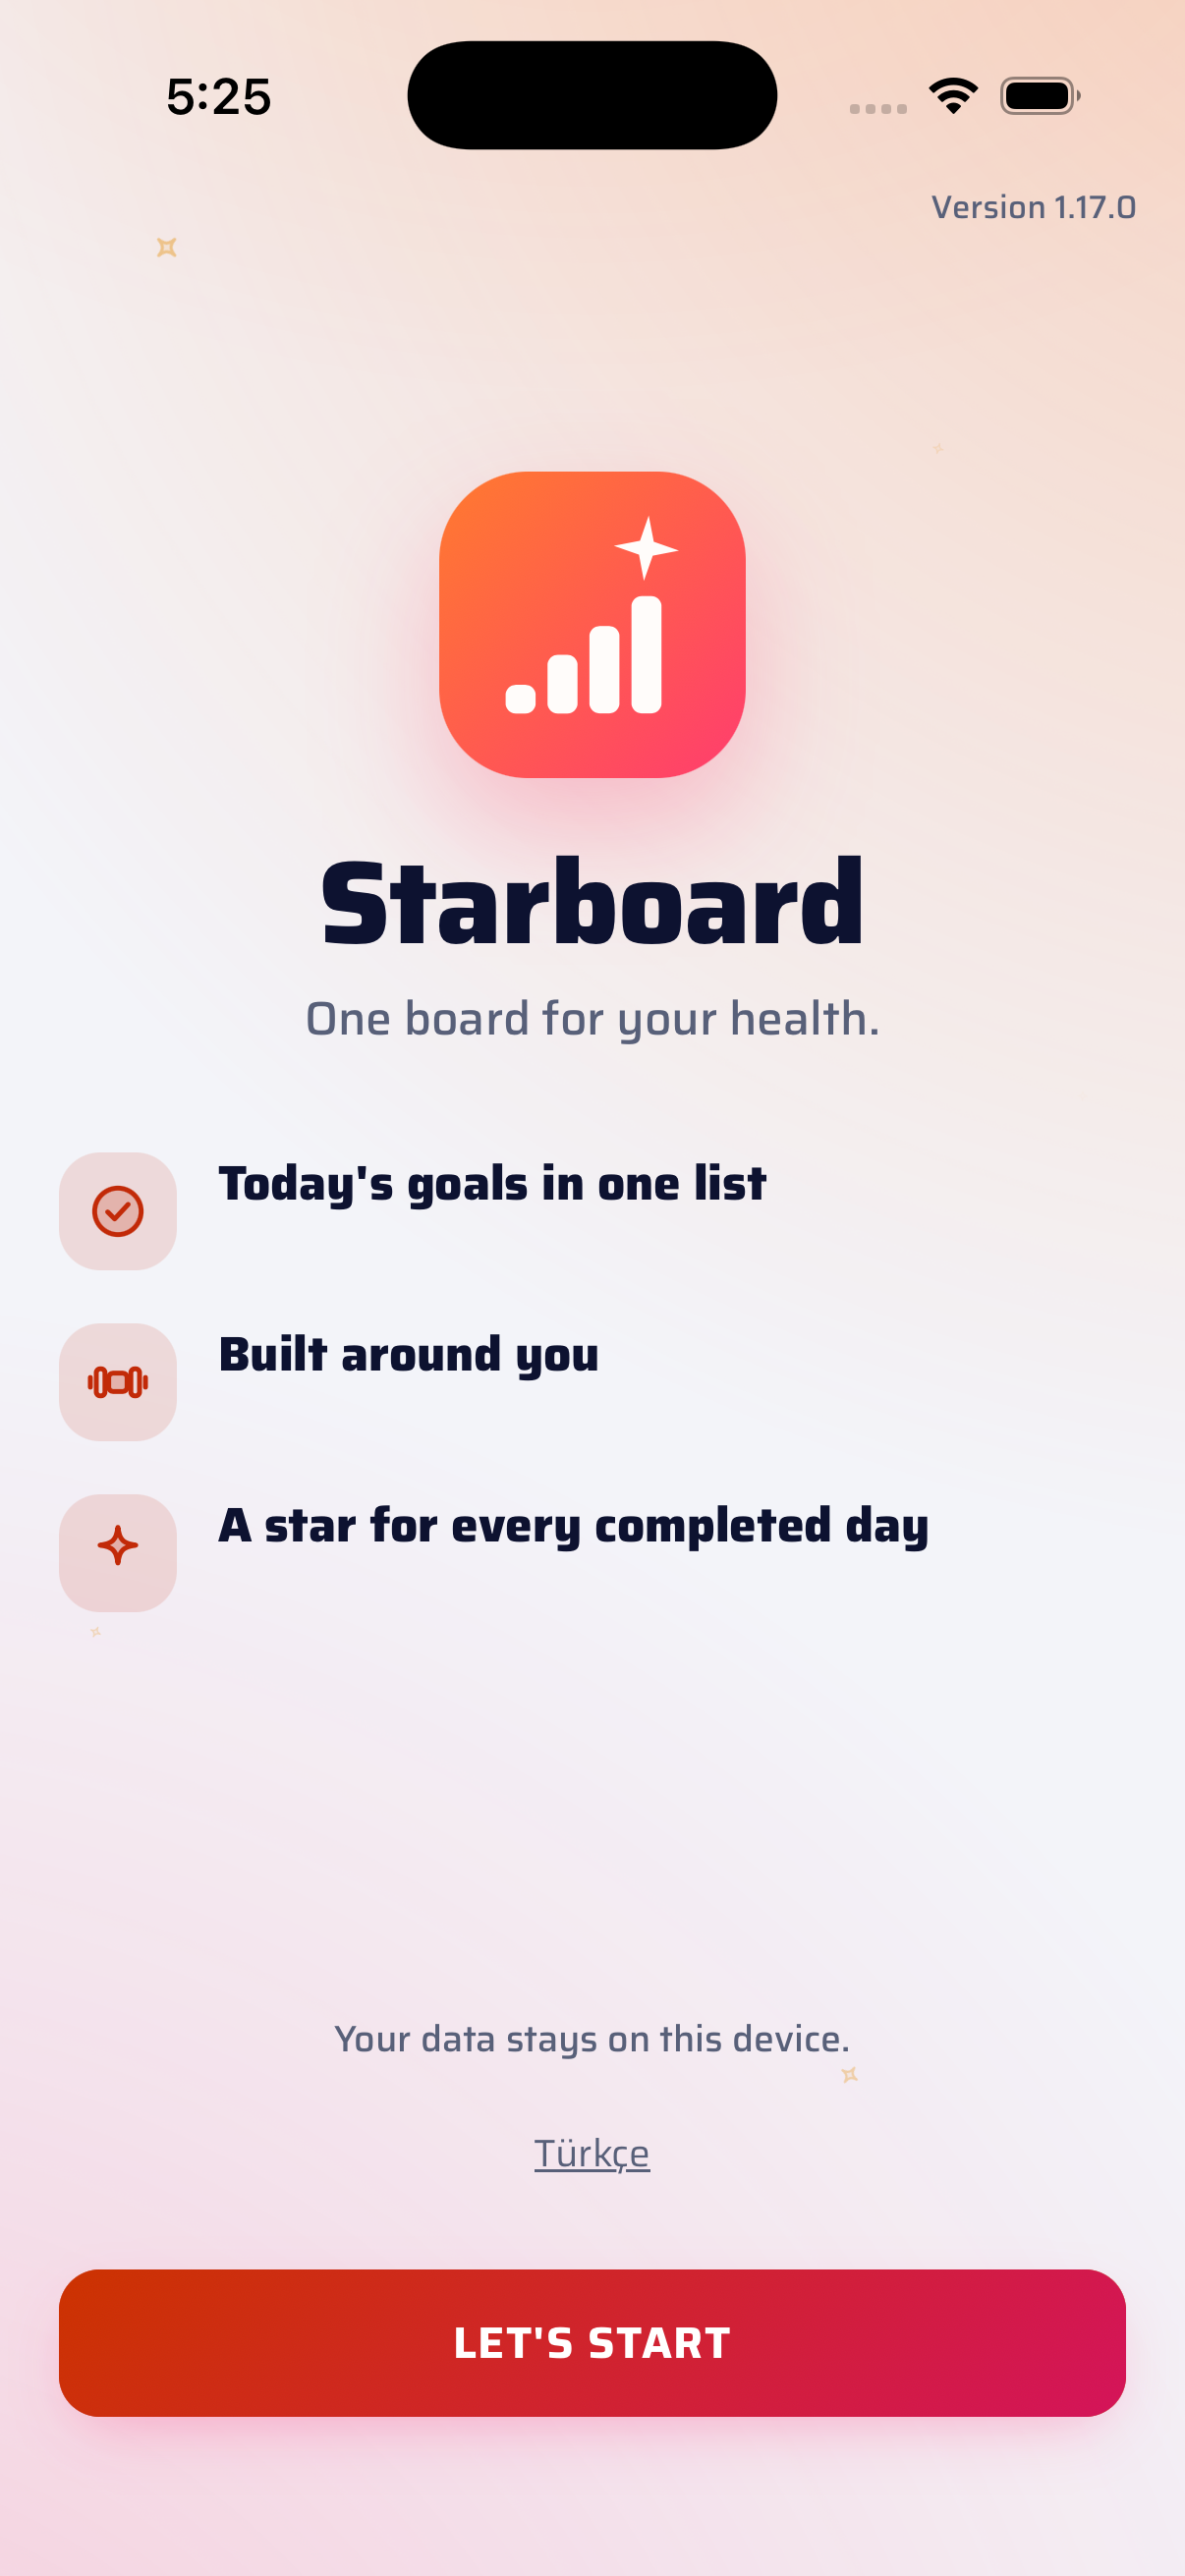 5:25
Version 1.17.0
Starboard
One board for your health.
Today's goals in one list
Built around you
A star for every completed day
Your data stays on this device.
Türkçe
LET'S START